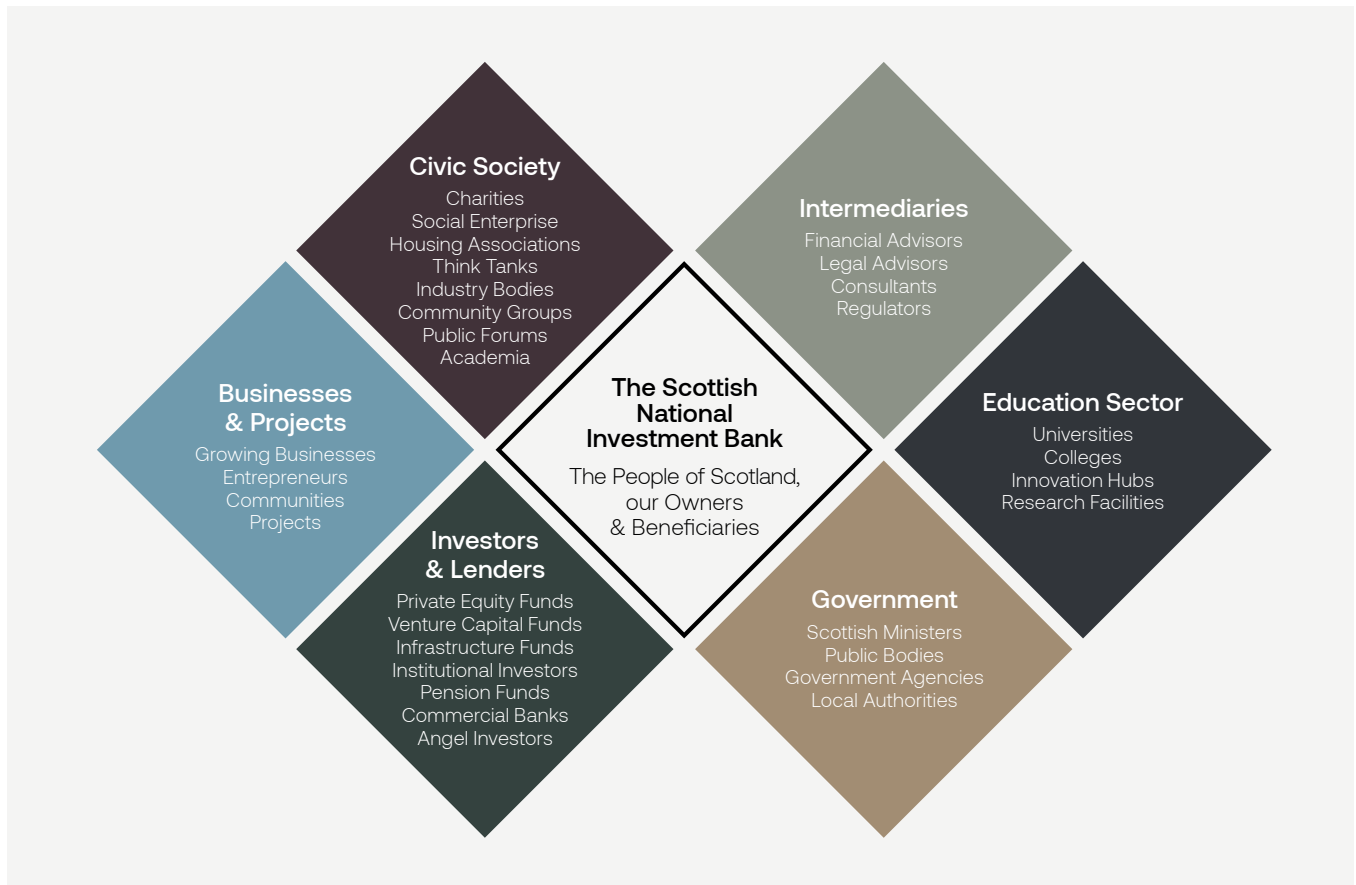 Civic Society
Charities
Social Enterprise
Housing Associations
Think Tanks
Industry Bodies
Community Groups
Public Forums
Academia
Intermediaries
Financial Advisors
Legal Advisors
Consultants
Regulators
Businesses
& Projects
Growing Businesses
Entrepreneurs
Communities
Projects
The Scottish
National
Investment Bank
The People of Scotland,
our Owners
& Beneficiaries
Education Sector
Universities
Colleges
Innovation Hubs
Research Facilities
Investors
& Lenders
Private Equity Funds
Venture Capital Funds
Infrastructure Funds
Institutional Investors
Pension Funds
Commercial Banks
Angel Investors
Government
Scottish Ministers
Public Bodies
Government Agencies
Local Authorities